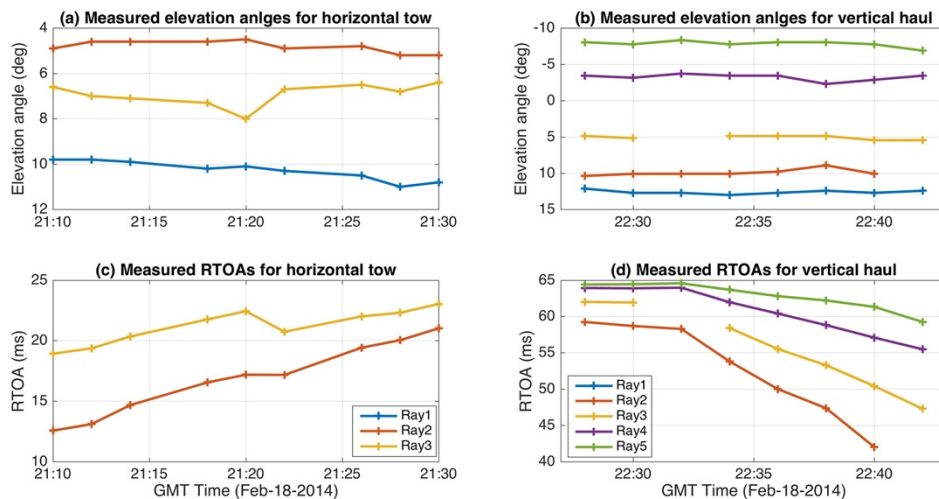 (a) Measured elevation anlges for horizontal tow
Elevation angle (deg)
4
6
8
10
12
21:10 21:15 21:20 21:25 21:30
(b) Measured elevation anlges for vertical haul
Elevation angle (deg)
-10
-5
0
5
10
15
22:30 22:35 22:40
(c) Measured RTOAs for horizontal tow
RTOA (ms)
25
20
15
10
Ray1
Ray2
Ray3
21:10 21:15 21:20 21:25 21:30
GMT Time (Feb-18-2014)
(d) Measured RTOAs for vertical haul
RTOA (ms)
65
60
55
50
45
40
Ray1
Ray2
Ray3
Ray4
Ray5
22:30 22:35 22:40
GMT Time (Feb-18-2014)